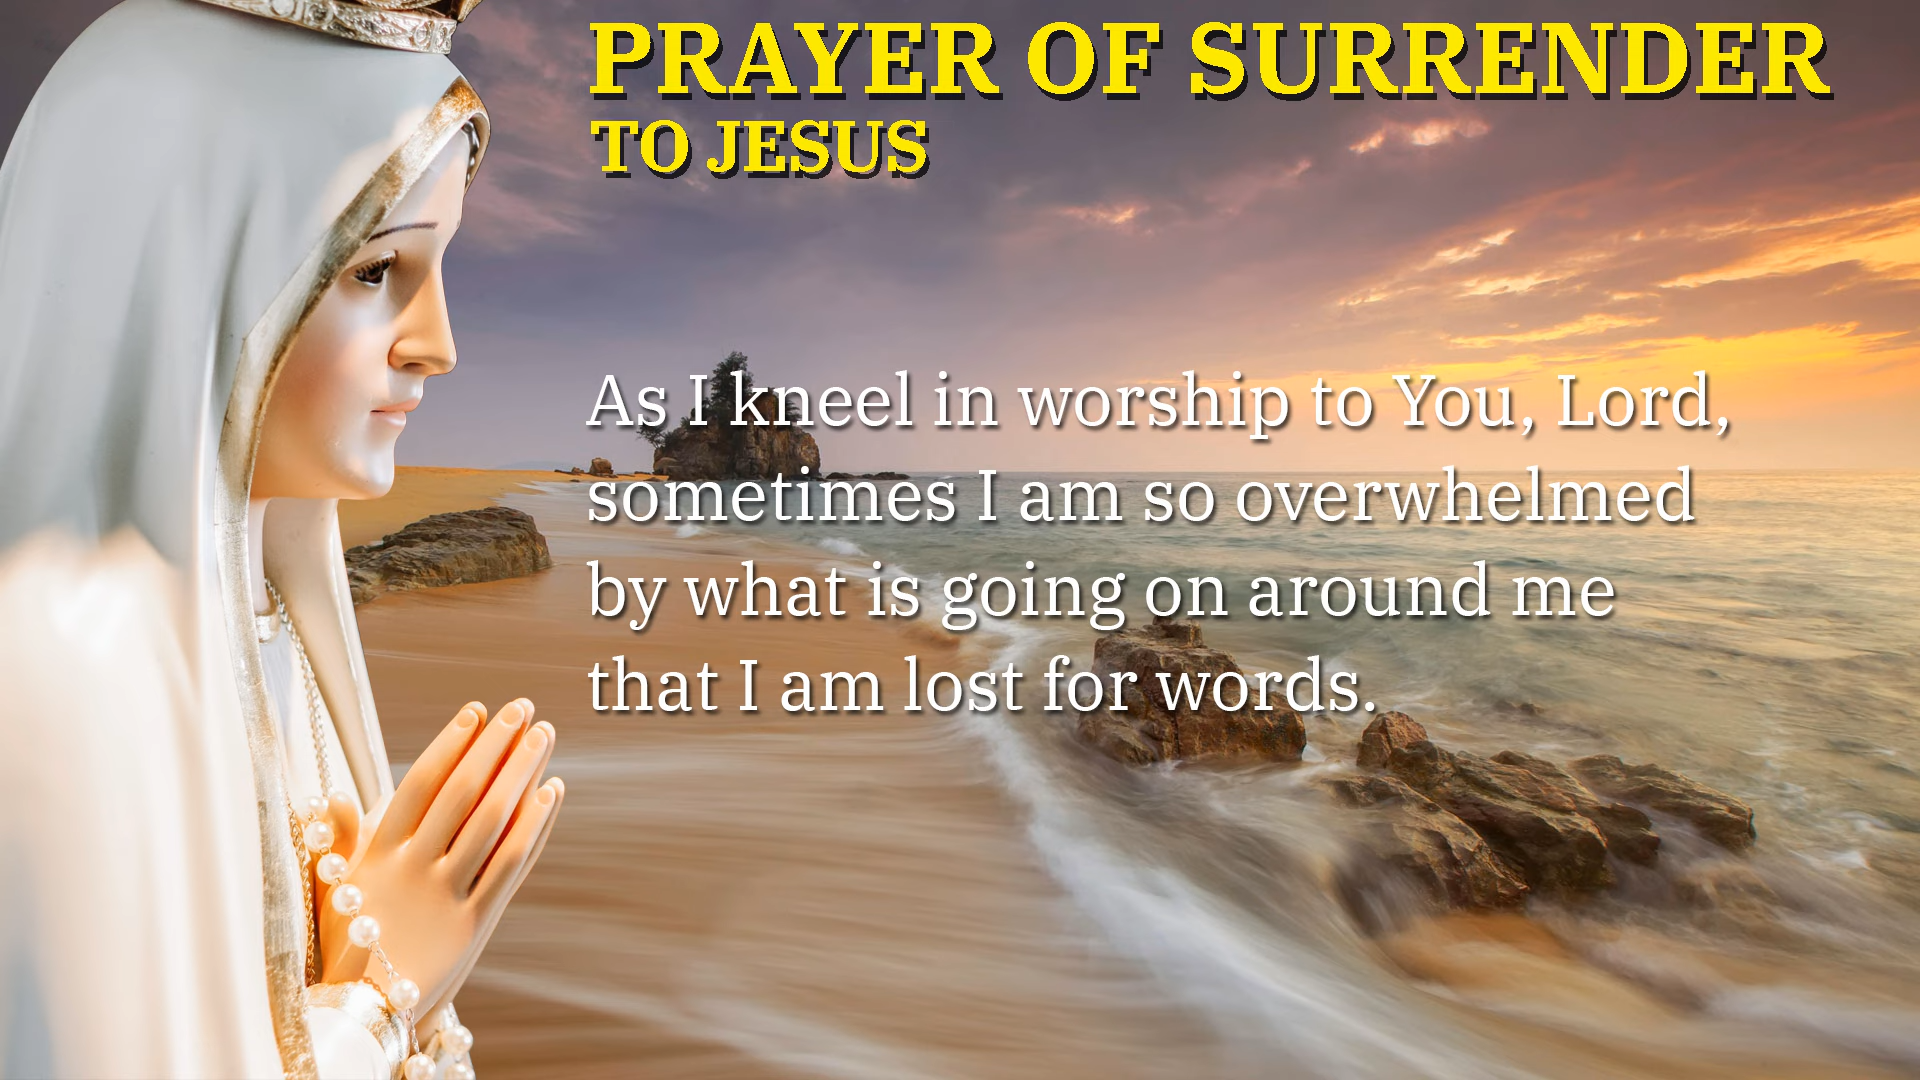 PRAYER OF SURRENDER
TO JESUS
As I kneel in worship to You, Lord,
sometimes I am so overwhelmed
by what is going on around me
that I am lost for words.